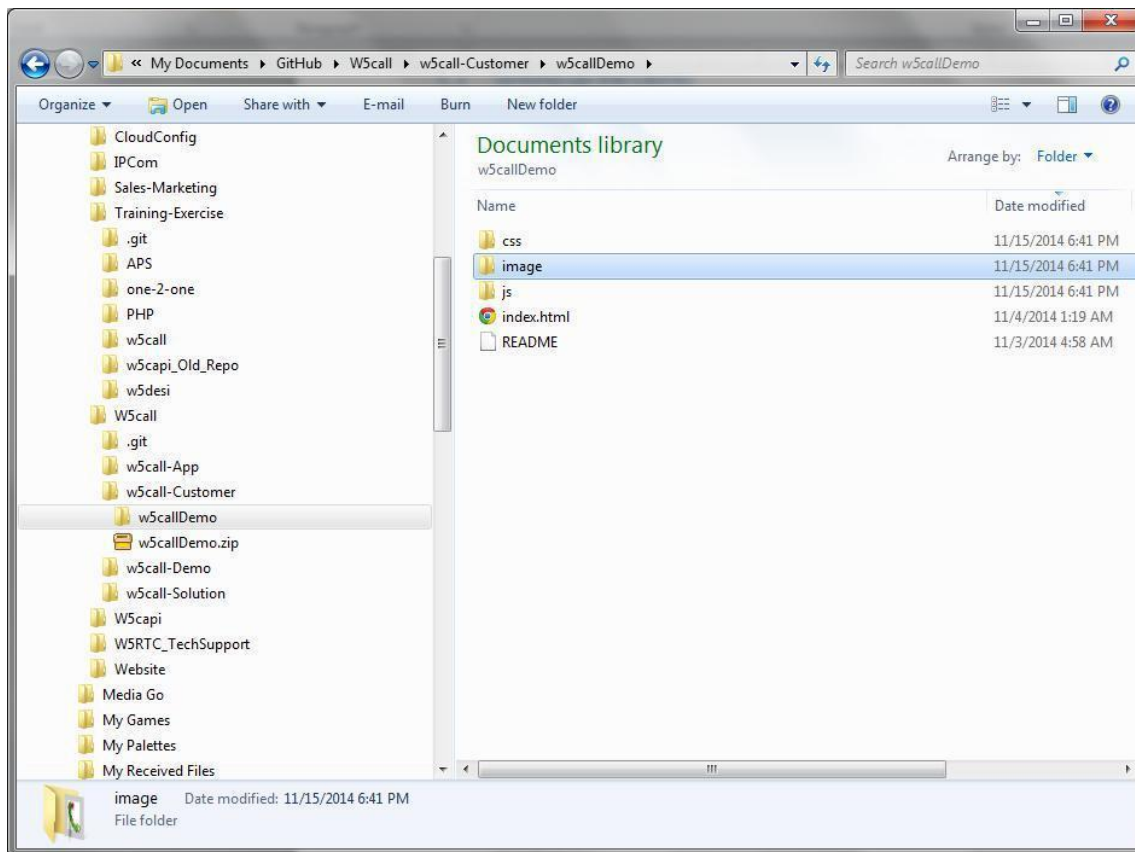 « My Documents ▸ GitHub ▸ W5call ▸ w5call-Customer ▸ w5callDemo ▸
Search w5callDemo
Organize Open Share with E-mail Burn New folder
CloudConfig
IPCom
Sales-Marketing
Training-Exercise
.git
APS
one-2-one
PHP
w5call
w5capi_Old_Repo
w5desi
W5call
.git
w5call-App
w5call-Customer
w5callDemo
w5callDemo.zip
w5call-Demo
w5call-Solution
W5capi
W5RTC_TechSupport
Website
Media Go
My Games
My Palettes
My Received Files
Documents library
w5callDemo
Arrange by: Folder
Name Date modified
css 11/15/2014 6:41 PM
image 11/15/2014 6:41 PM
js 11/15/2014 6:41 PM
index.html 11/4/2014 1:19 AM
README 11/3/2014 4:58 AM
image Date modified: 11/15/2014 6:41 PM
File folder